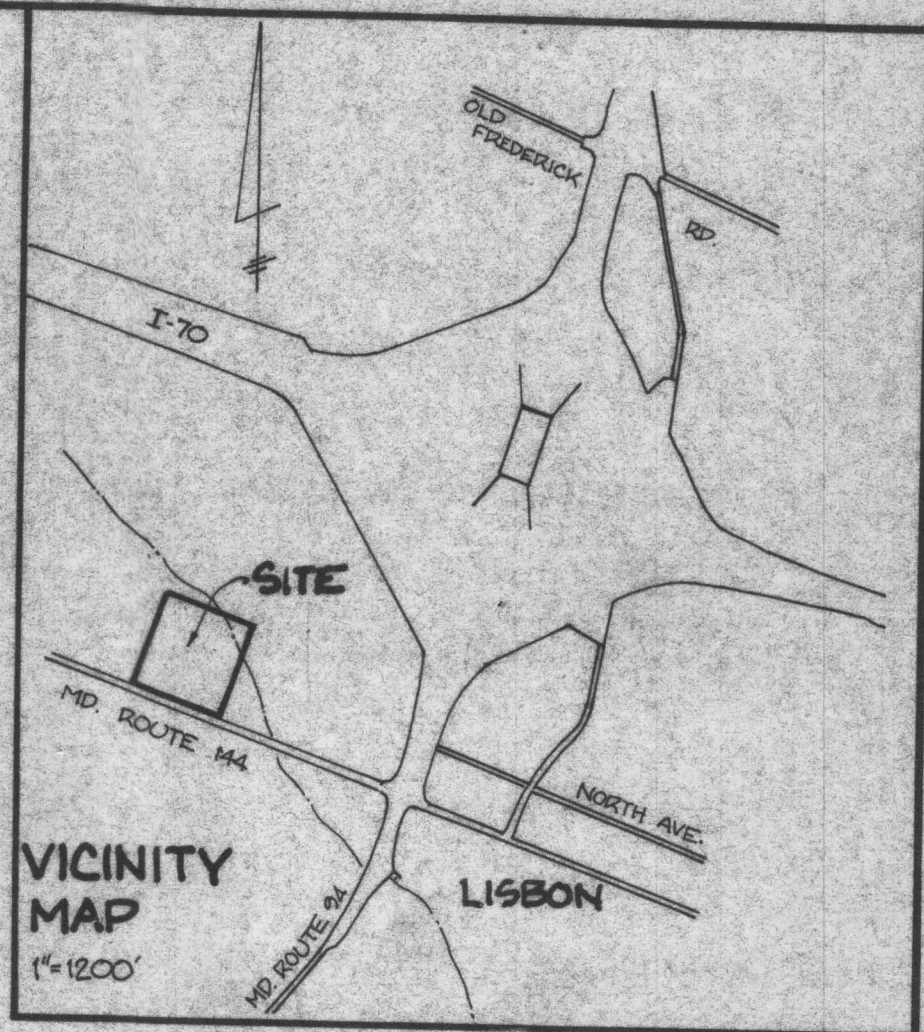 OLD
FREDERICK
RD.
I-70
SITE
MD. ROUTE 144
NORTH AVE.
VICINITY
MAP
1"=1200'
LISBON
MD. ROUTE 94